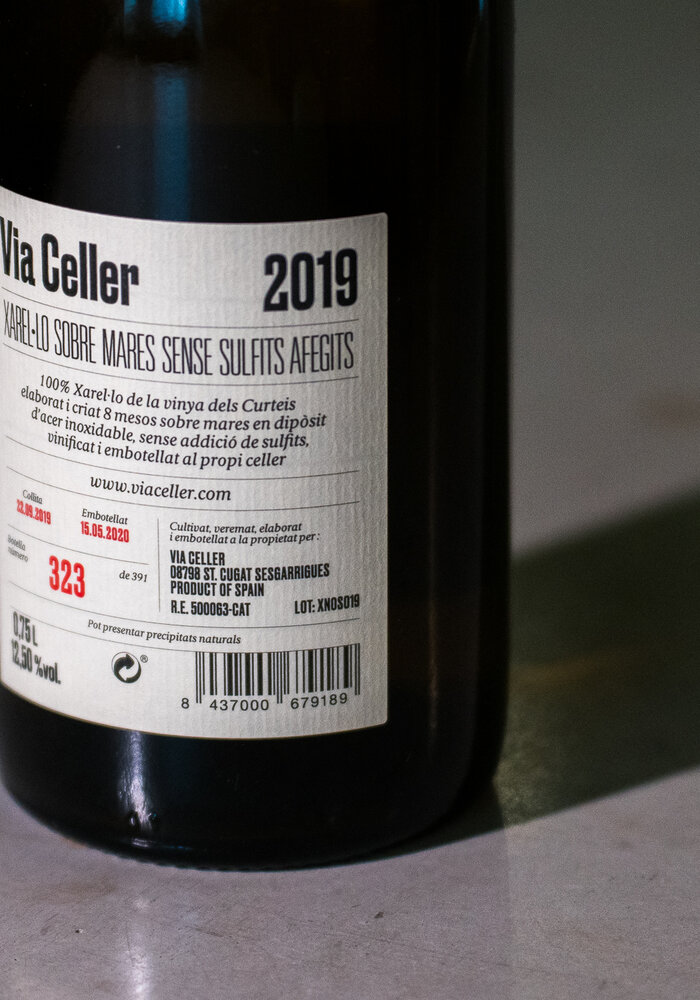 Via Celler 2019
XAREL·LO SOBRE MARES SENSE SULFITS AFEGITS
100% Xarel·lo de la vinya dels Curteis
elaborat i criat 8 mesos sobre mares en dipòsit
d'acer inoxidable, sense addició de sulfits,
vinificat i embotellat al propi celler
www.viaceller.com
Collita
22.09.2019
Embotellat
15.05.2020
botella
número
323
de 391
Cultivat, veremat, elaborat
i embotellat a la propietat per:
VIA CELLER
08798 ST. CUGAT SESGARRIGUES
PRODUCT OF SPAIN
R.E. 500063-CAT LOT: XNOS019
Pot presentar precipitats naturals
0,75 L
12,50 %vol.
®
8 437000 679189